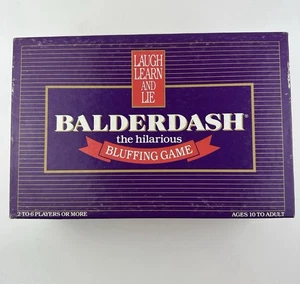 LAUGH
LEARN
AND
LIE
BALDERDASH®
the hilarious
BLUFFING GAME
2-TO-6 PLAYERS OR MORE
AGES 10 TO ADULT